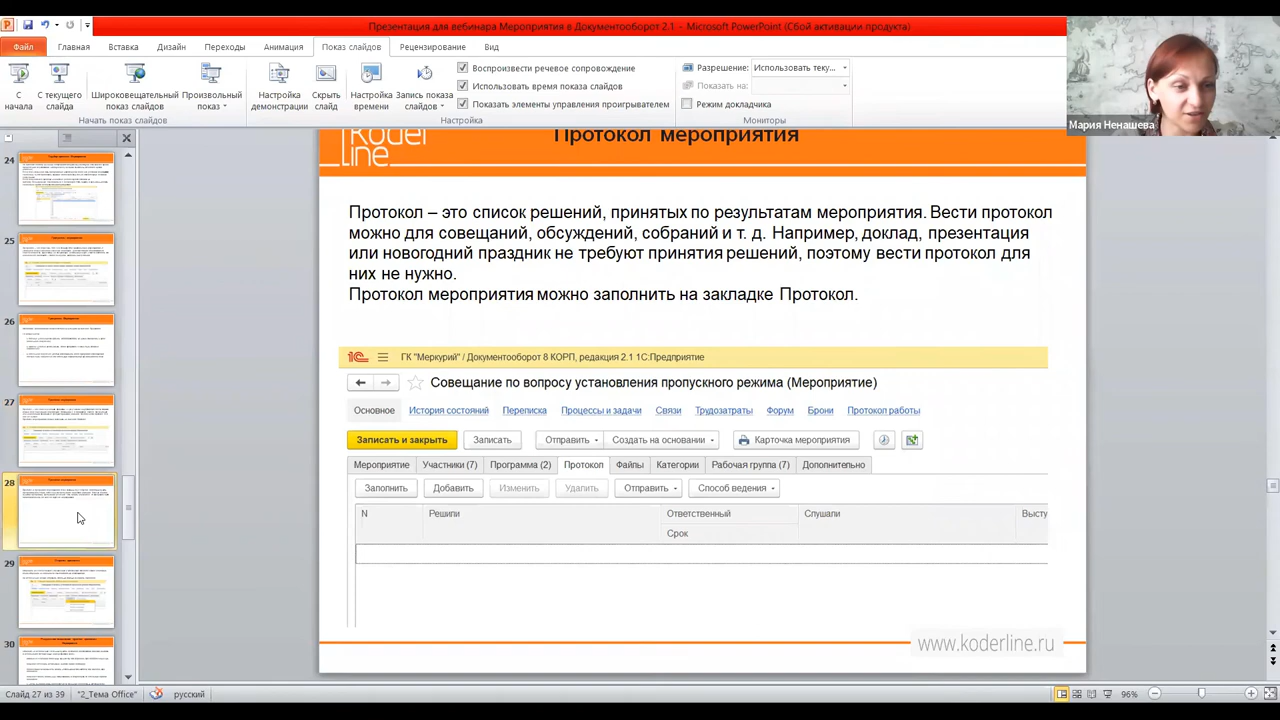 Презентация для вебинара Мероприятия в Документооборот 2.1 - Microsoft PowerPoint (Сбой активации продукта)
Файл Главная Вставка Дизайн Переходы Анимация Показ слайдов Рецензирование Вид
С начала
С текущего слайда
Широковещательный показ слайдов
Произвольный показ
Начать показ слайдов
Настройка демонстрации
Скрыть слайд
Настройка времени
Запись показа слайдов
Воспроизвести речевое сопровождение
Использовать время показа слайдов
Показать элементы управления проигрывателем
Настройка
Разрешение: Использовать теку...
Показать на:
Режим докладчика
Мониторы
Мария Ненашева
24
25
26
27
28
29
30
Koderline
Протокол мероприятия
Протокол – это список решений, принятых по результатам мероприятия. Вести протокол
можно для совещаний, обсуждений, собраний и т. п. Например, доклад, презентация
или новогодний праздник не требуют принятия решений, поэтому вести протокол для
них не нужно.
Протокол мероприятия можно заполнить на закладке Протокол.
1С ГК "Меркурий" / Документооборот 8 КОРП, редакция 2.1 1С:Предприятие
Совещание по вопросу установления пропускного режима (Мероприятие)
Основное История состояний Переписка Процессы и задачи Связи Трудозатраты Форум Брони Протокол работы
Записать и закрыть Записать Отправить Создать на основании Карточка мероприятия
Мероприятие Участники (7) Программа (2) Протокол Файлы Категории Рабочая группа (7) Дополнительно
Заполнить Добавить Изменить Удалить Отправить Способ ведения
N Решили Ответственный Слушали Высту
Срок
www.koderline.ru
Слайд 27 из 39 "2_Тема Office" русский 96%